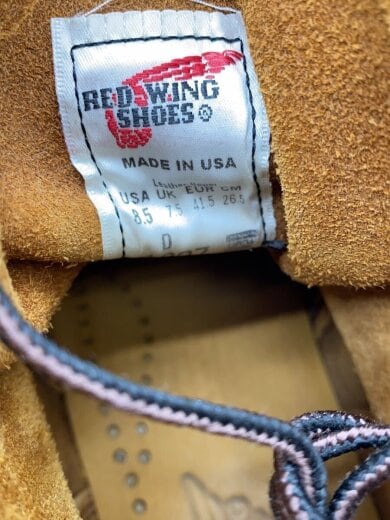 RED WING
SHOES®
MADE IN USA
USA UK EUR CM
8.5 7.5 41.5 26.5
D